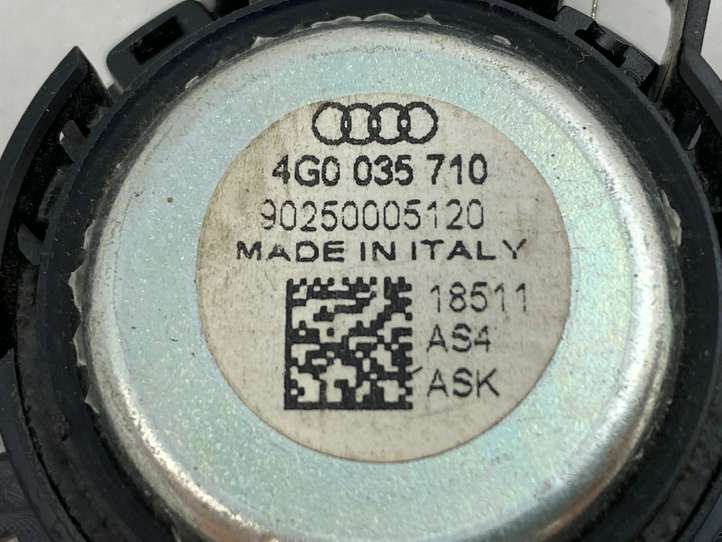 4G0 035 710
90250005120
MADE IN ITALY
18511
AS4
ASK